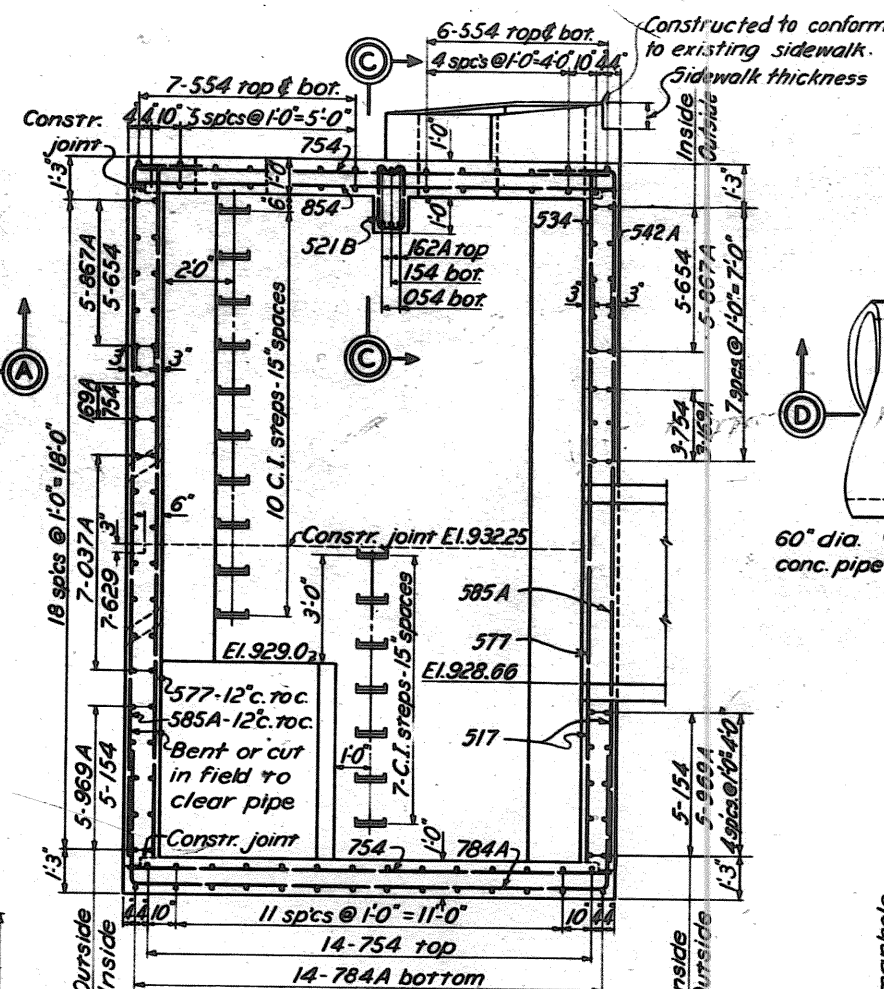 6-554 top ₵ bot.
4 spc's @ 1'-0"=4'-0"
10"
4"
4"
Constructed to conform
to existing sidewalk.
Sidewalk thickness
C
7-554 top ₵ bot.
4"
4"
10"
5 spcs @ 1'-0"=5'-0"
Constr.
joint
1'-0"
Inside
Outside
754
1'-3"
6"
1'-0"
1'-3"
854
1'-0"
521B
162A top
154 bot.
054 bot.
534
542A
5-867A
5-654
2'-0"
5-654
5-867A
3"
3"
3"
3"
A
C
D
10 C.I. steps-15" spaces
7 spcs @ 1'-0"= 7'-0"
169A
754
3-754
3-169A
18 spcs @ 1'-0"= 18'-0"
7-037A
7-629
3"
6"
Constr. joint El.932.25
60" dia.
conc. pipe
3'-0"
585A
577
El.929.0
El.928.66
577-12"c. to c.
585A-12"c. to c.
Bent or cut
in field to
clear pipe
1'-0"
7-C.I. steps-15" spaces
517
5-969A
5-154
5-154
5-969A
4 spcs. @ 1'-0"=4'-0"
Constr. joint
1'-0"
754
784A
1'-3"
1'-3"
4"
4"
10"
11 spcs @ 1'-0" = 11'-0"
10"
4"
4"
14-754 top
14-784A bottom
Outside
Inside
Inside
Outside